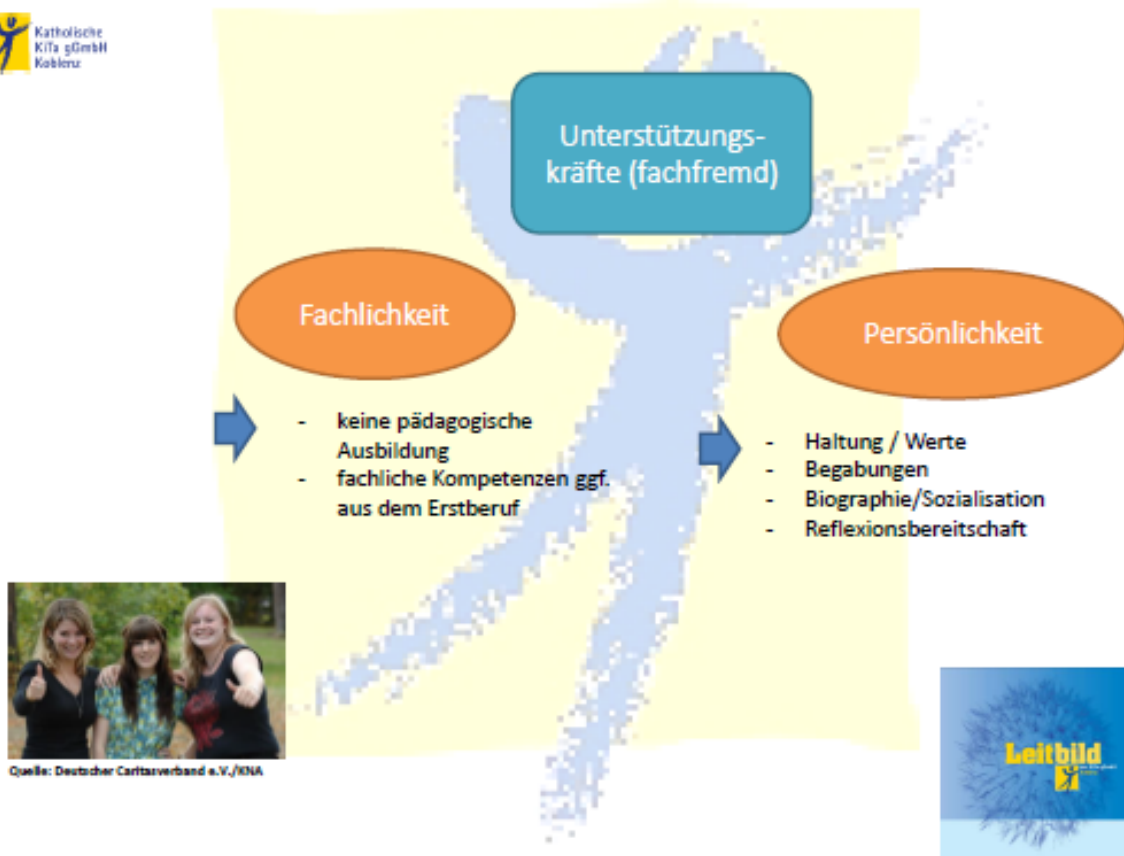 Katholische
KiTa gGmbH
Koblenz
Unterstützungs-
kräfte (fachfremd)
Fachlichkeit
Persönlichkeit
- keine pädagogische
Ausbildung
- fachliche Kompetenzen ggf.
aus dem Erstberuf
- Haltung / Werte
- Begabungen
- Biographie/Sozialisation
- Reflexionsbereitschaft
Quelle: Deutscher Caritasverband e.V./KNA
Leitbild